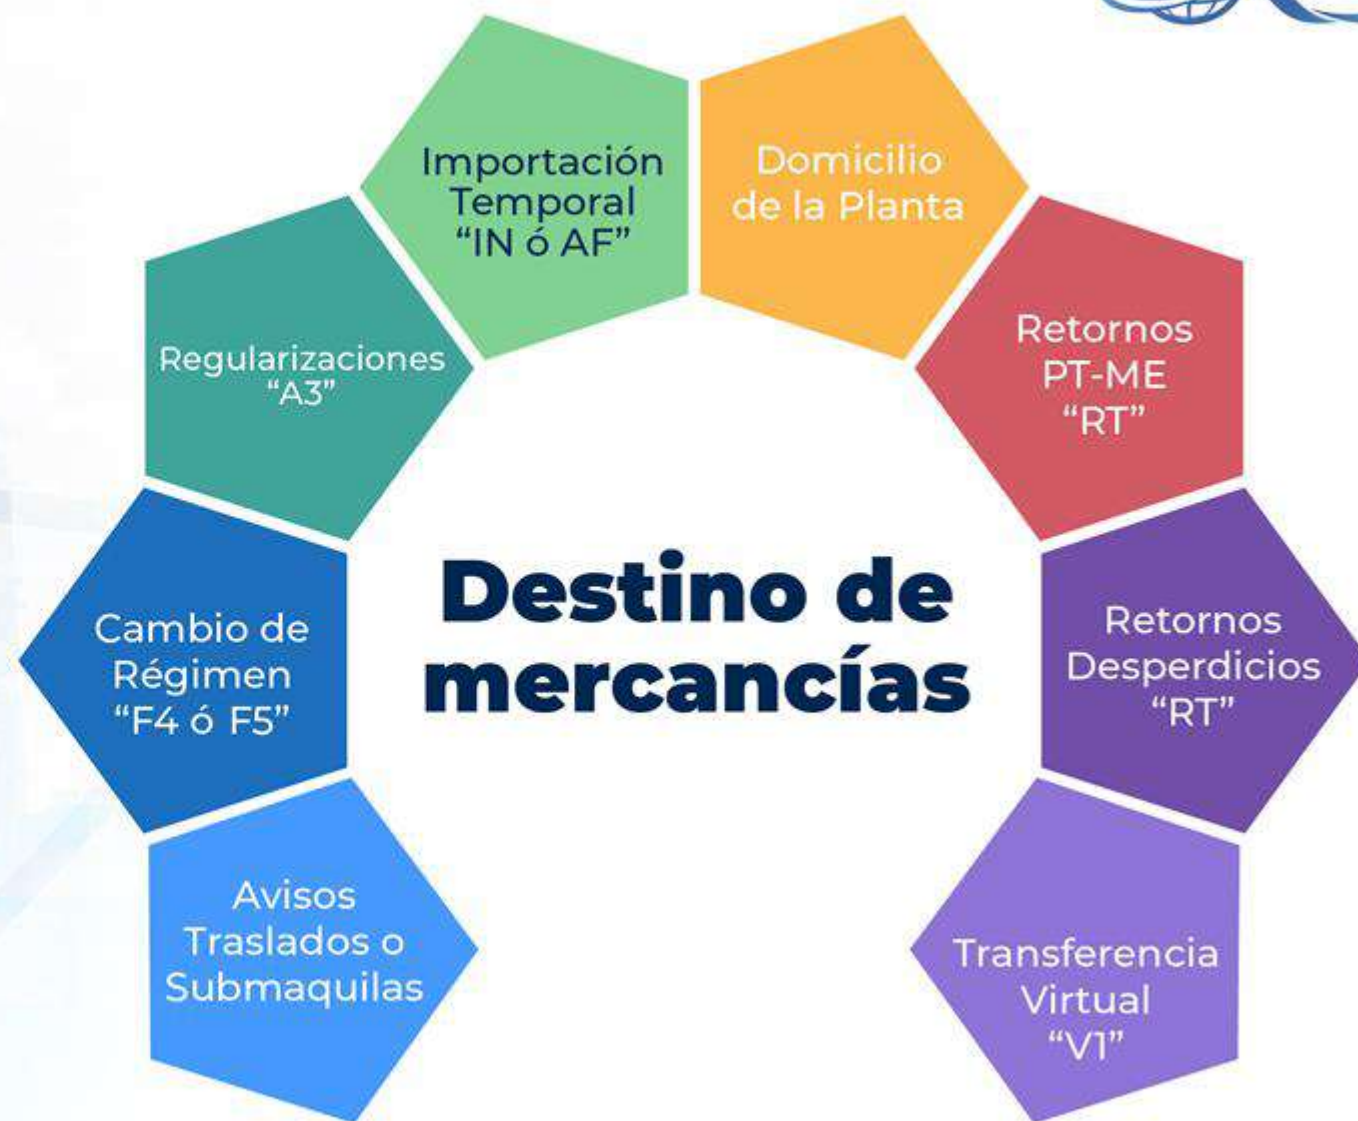 Importación
Temporal
“IN ó AF”
Domicilio
de la Planta
Regularizaciones
“A3”
Retornos
PT-ME
“RT”
Cambio de
Régimen
“F4 ó F5”
Destino de
mercancías
Retornos
Desperdicios
“RT”
Avisos
Traslados o
Submaquilas
Transferencia
Virtual
“V1”